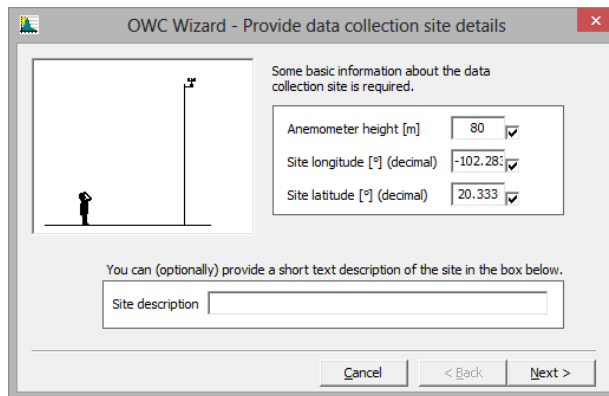 OWC Wizard - Provide data collection site details
Some basic information about the data
collection site is required.
Anemometer height [m] 80
Site longitude [°] (decimal) -102.283
Site latitude [°] (decimal) 20.333
You can (optionally) provide a short text description of the site in the box below.
Site description
Cancel < Back Next >